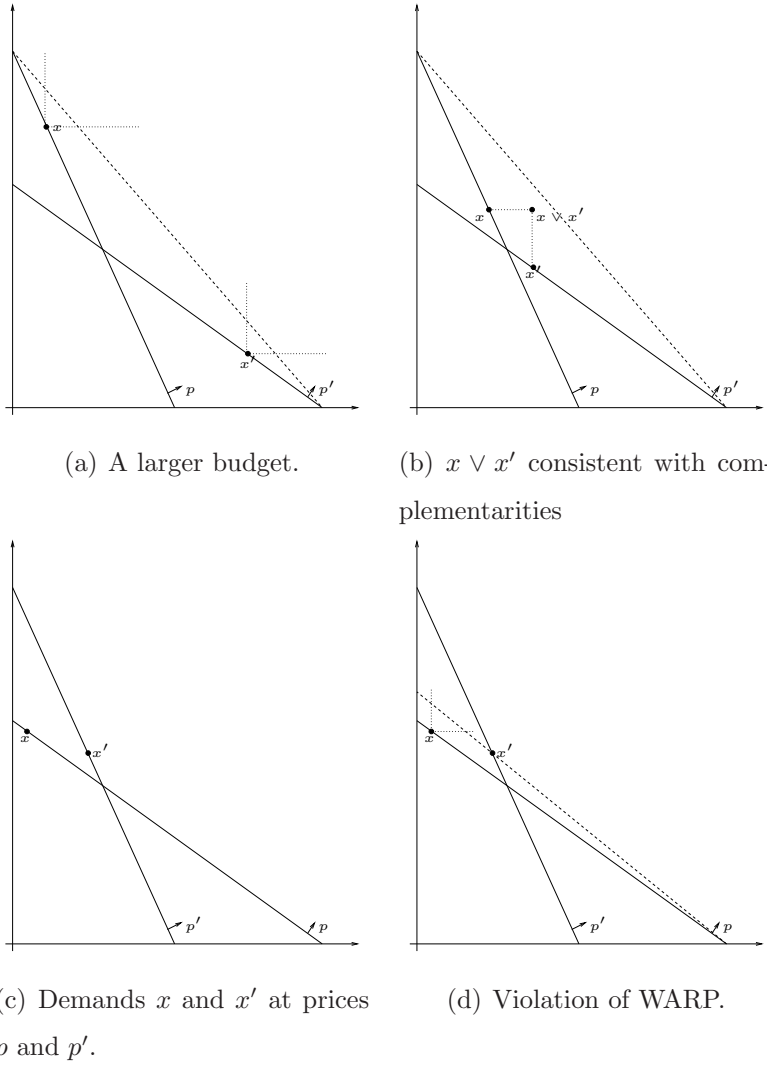 x
x′
p
p′
(a) A larger budget.
x
x ∨ x′
x′
p
p′
(b) x ∨ x′ consistent with com-
plementarities
x
x′
p′
p
(c) Demands x and x′ at prices
p and p′.
x
x′
p′
p
(d) Violation of WARP.